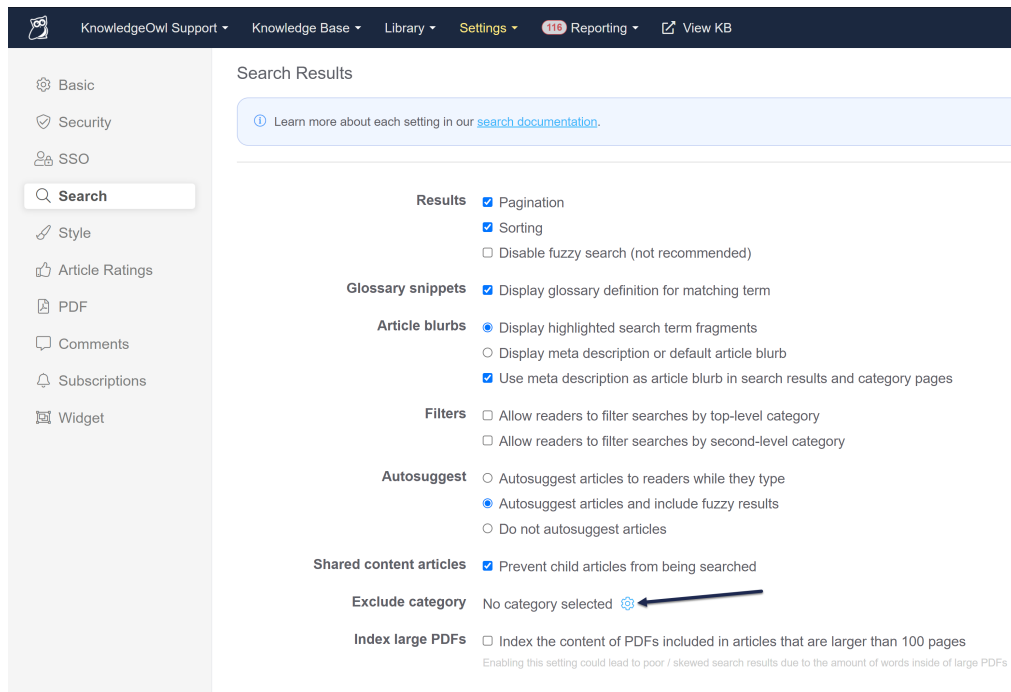 KnowledgeOwl Support Knowledge Base Library Settings 116 Reporting View KB
Basic
Security
SSO
Search
Style
Article Ratings
PDF
Comments
Subscriptions
Widget
Search Results
Learn more about each setting in our search documentation.
Results Pagination
Sorting
Disable fuzzy search (not recommended)
Glossary snippets Display glossary definition for matching term
Article blurbs Display highlighted search term fragments
Display meta description or default article blurb
Use meta description as article blurb in search results and category pages
Filters Allow readers to filter searches by top-level category
Allow readers to filter searches by second-level category
Autosuggest Autosuggest articles to readers while they type
Autosuggest articles and include fuzzy results
Do not autosuggest articles
Shared content articles Prevent child articles from being searched
Exclude category No category selected
Index large PDFs Index the content of PDFs included in articles that are larger than 100 pages
Enabling this setting could lead to poor / skewed search results due to the amount of words inside of large PDFs